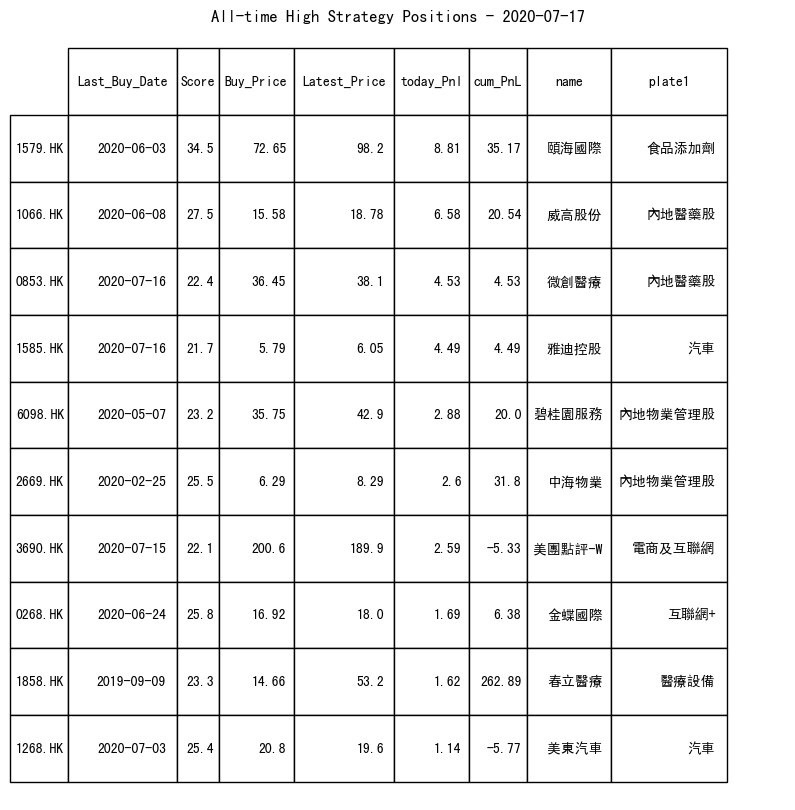 All-time High Strategy Positions - 2020-07-17
Last_Buy_Date Score Buy_Price Latest_Price today_Pnl cum_PnL name plate1
1579.HK 2020-06-03 34.5 72.65 98.2 8.81 35.17 頤海國際 食品添加劑
1066.HK 2020-06-08 27.5 15.58 18.78 6.58 20.54 威高股份 內地醫藥股
0853.HK 2020-07-16 22.4 36.45 38.1 4.53 4.53 微創醫療 內地醫藥股
1585.HK 2020-07-16 21.7 5.79 6.05 4.49 4.49 雅迪控股 汽車
6098.HK 2020-05-07 23.2 35.75 42.9 2.88 20.0 碧桂園服務 內地物業管理股
2669.HK 2020-02-25 25.5 6.29 8.29 2.6 31.8 中海物業 內地物業管理股
3690.HK 2020-07-15 22.1 200.6 189.9 2.59 -5.33 美團點評-W 電商及互聯網
0268.HK 2020-06-24 25.8 16.92 18.0 1.69 6.38 金蝶國際 互聯網+
1858.HK 2019-09-09 23.3 14.66 53.2 1.62 262.89 春立醫療 醫療設備
1268.HK 2020-07-03 25.4 20.8 19.6 1.14 -5.77 美東汽車 汽車